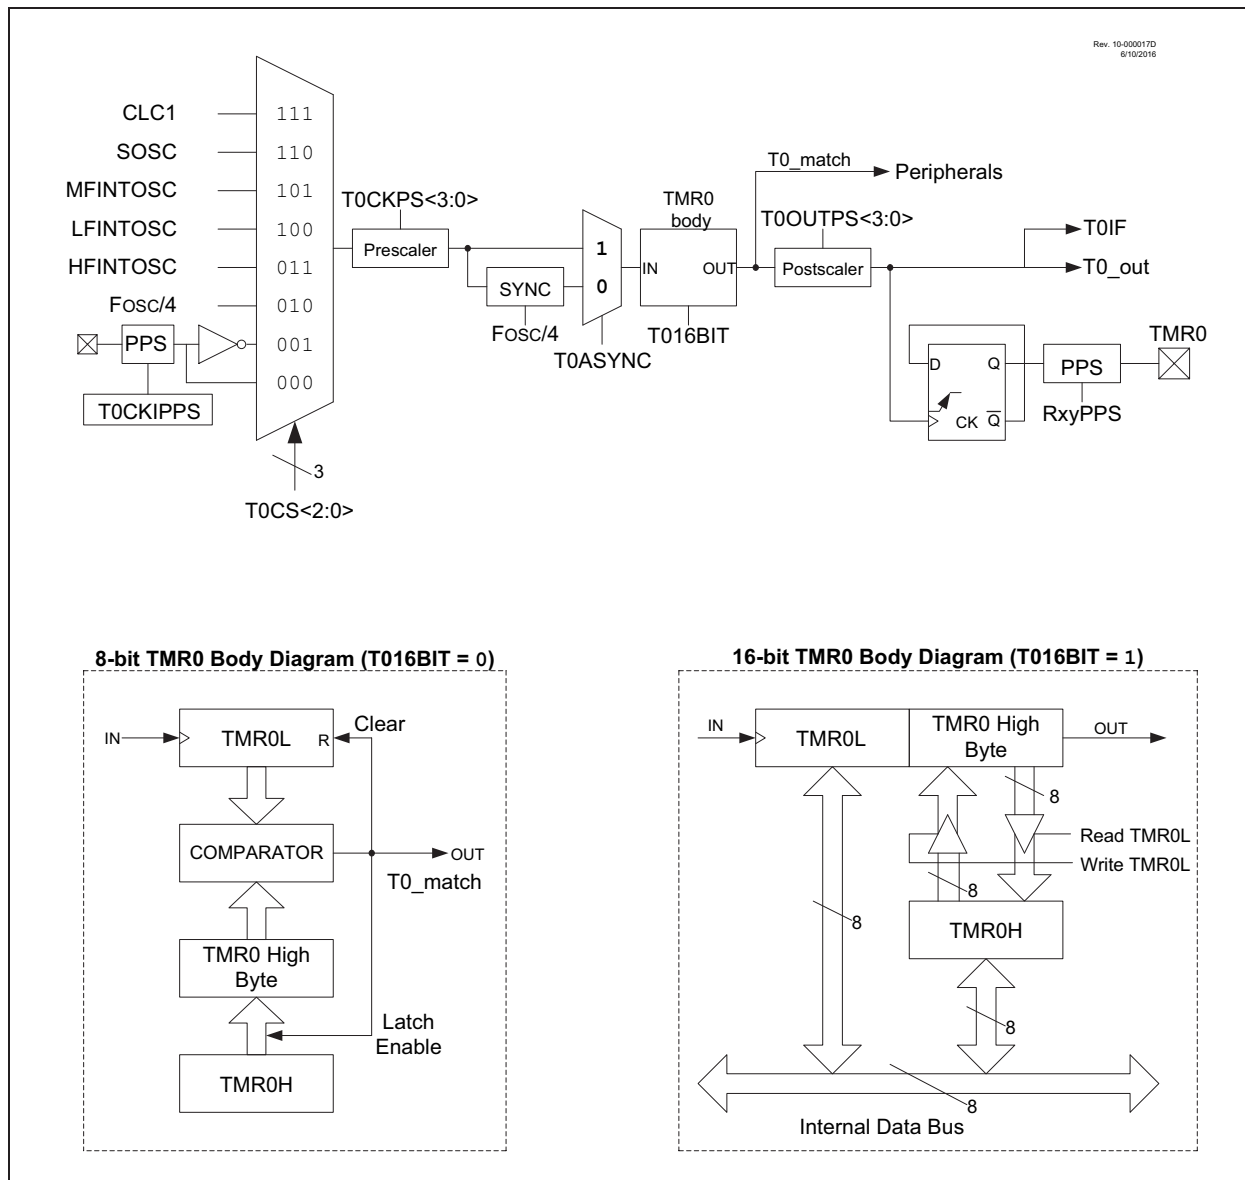 Rev. 10-000017D
6/10/2016
CLC1
111
SOSC
110
MFINTOSC
101
LFINTOSC
100
HFINTOSC
011
FOSC/4
010
PPS
001
000
T0CKIPPS
3
T0CS<2:0>
T0CKPS<3:0>
Prescaler
SYNC
FOSC/4
1
0
T0ASYNC
TMR0
body
IN
OUT
T016BIT
T0_match
Peripherals
T0OUTPS<3:0>
Postscaler
T0IF
T0_out
D
Q
CK
Q
PPS
RxyPPS
TMR0
8-bit TMR0 Body Diagram (T016BIT = 0)
IN
TMR0L
R
Clear
COMPARATOR
OUT
T0_match
TMR0 High
Byte
Latch
Enable
TMR0H
16-bit TMR0 Body Diagram (T016BIT = 1)
IN
TMR0L
TMR0 High
Byte
OUT
8
Read TMR0L
Write TMR0L
8
8
TMR0H
8
8
Internal Data Bus